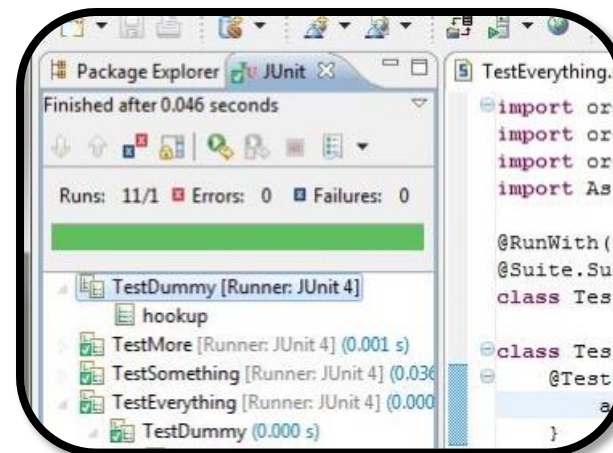 Package Explorer JUnit
Finished after 0.046 seconds
Runs: 11/1 Errors: 0 Failures: 0
TestDummy [Runner: JUnit 4]
hookup
TestMore [Runner: JUnit 4] (0.001 s)
TestSomething [Runner: JUnit 4] (0.036
TestEverything [Runner: JUnit 4] (0.000
TestDummy (0.000 s)
TestEverything.
import or
import or
import or
import As
@RunWith(
@Suite.Su
class Tes
class Tes
@Test
a
}